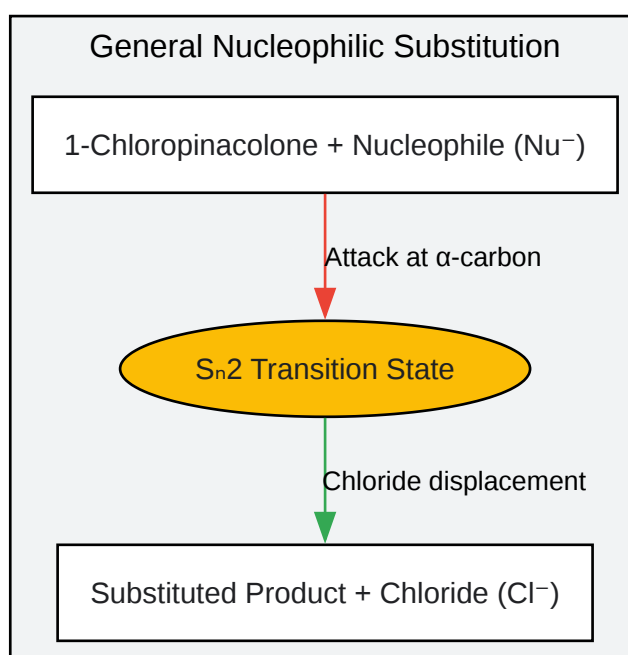 General Nucleophilic Substitution
1-Chloropinacolone + Nucleophile (Nu⁻)
Attack at α-carbon
Sₙ2 Transition State
Chloride displacement
Substituted Product + Chloride (Cl⁻)